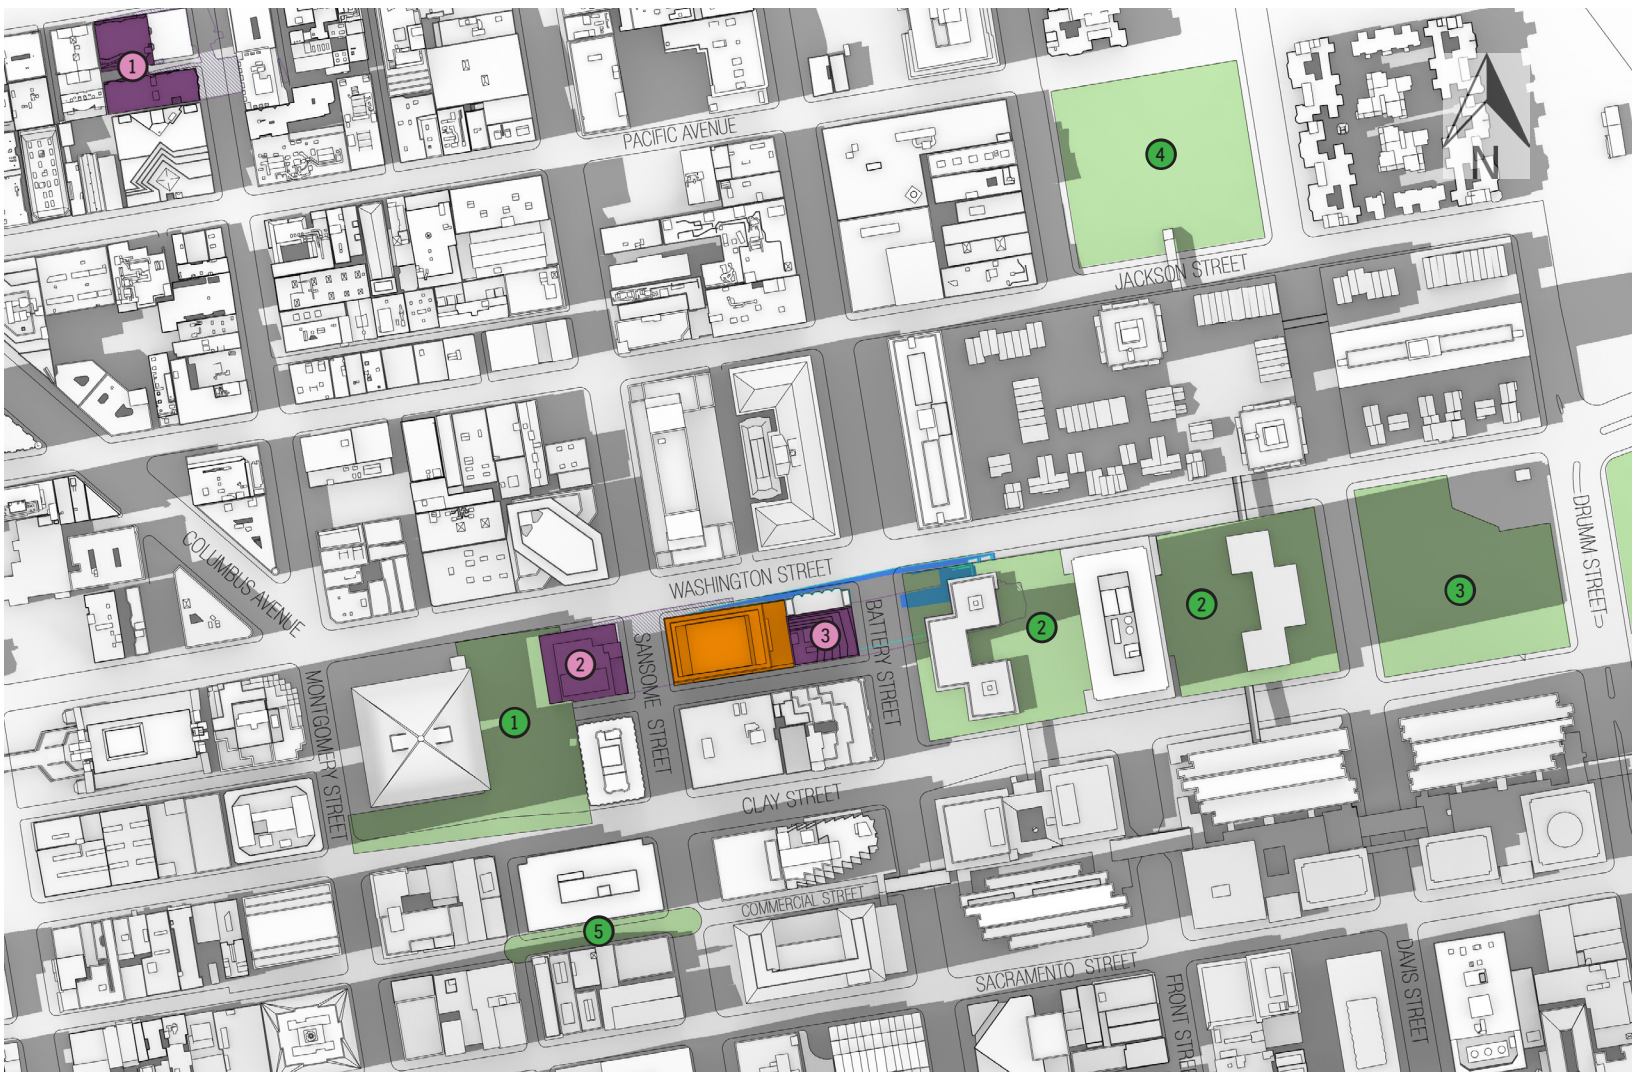 1
PACIFIC AVENUE
4
N
JACKSON STREET
COLUMBUS AVENUE
WASHINGTON STREET
DRUMM STREET
2
3
2
3
2
SANSOME STREET
BATTERY STREET
MONTGOMERY STREET
1
CLAY STREET
COMMERCIAL STREET
5
SACRAMENTO STREET
FRONT STRE
DAVIS STREET